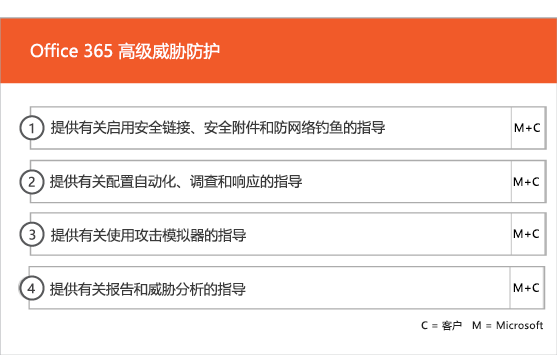 Office 365 高级威胁防护
1 提供有关启用安全链接、安全附件和防网络钓鱼的指导 M+C
2 提供有关配置自动化、调查和响应的指导 M+C
3 提供有关使用攻击模拟器的指导 M+C
4 提供有关报告和威胁分析的指导 M+C
C = 客户 M = Microsoft